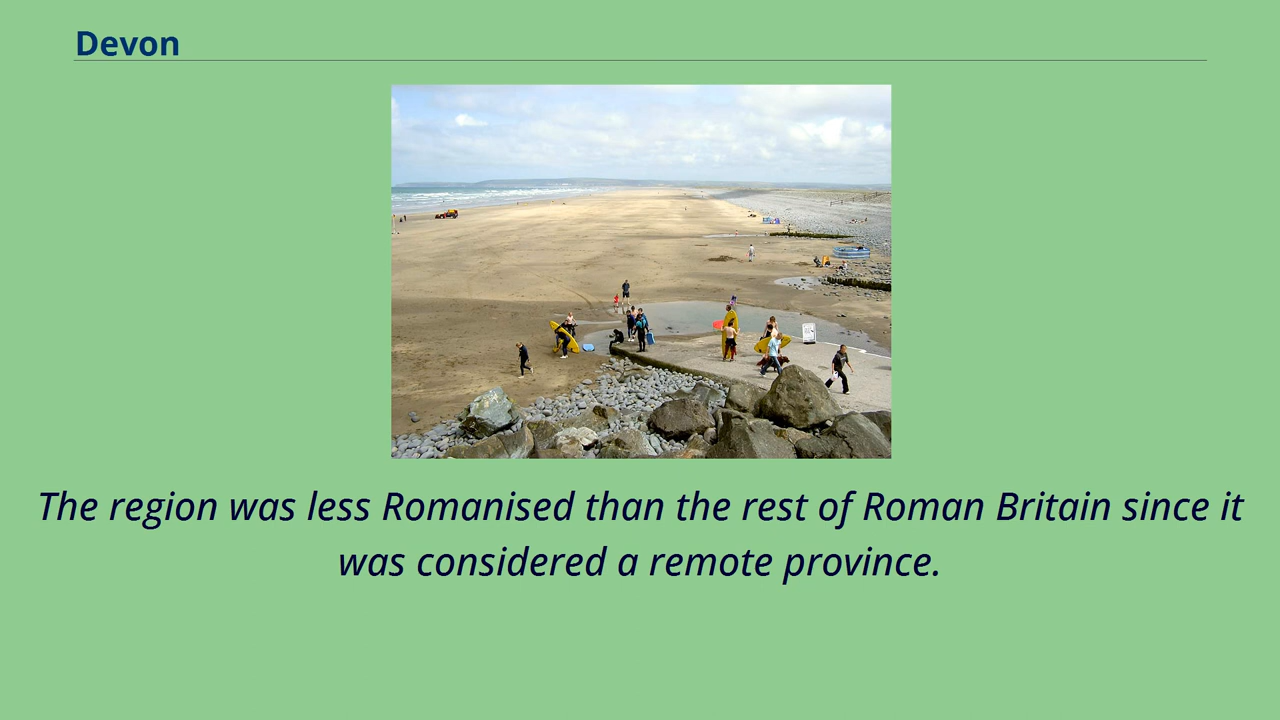 Devon
The region was less Romanised than the rest of Roman Britain since it
was considered a remote province.